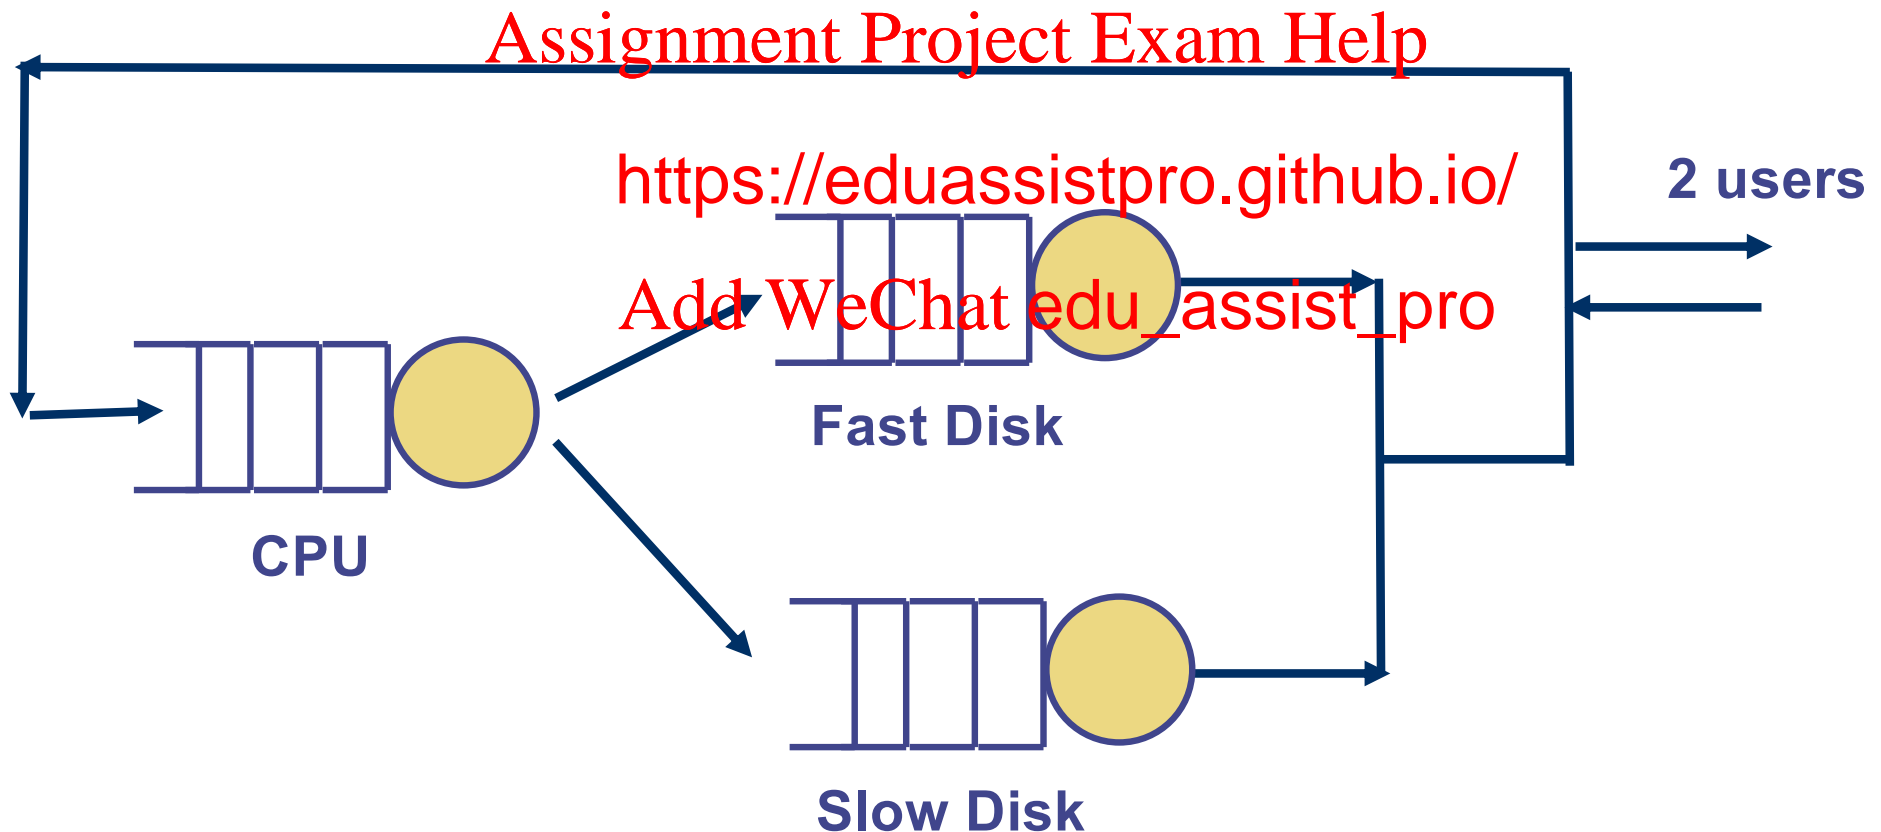 Assignment Project Exam Help
https://eduassistpro.github.io/
2 users
Add WeChat edu_assist_pro
Fast Disk
CPU
Slow Disk